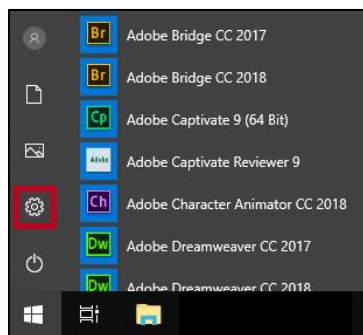 Br Adobe Bridge CC 2017
Br Adobe Bridge CC 2018
Cp Adobe Captivate 9 (64 Bit)
Adobe Adobe Captivate Reviewer 9
Ch Adobe Character Animator CC 2018
Dw Adobe Dreamweaver CC 2017
Dw Adobe Dreamweaver CC 2018